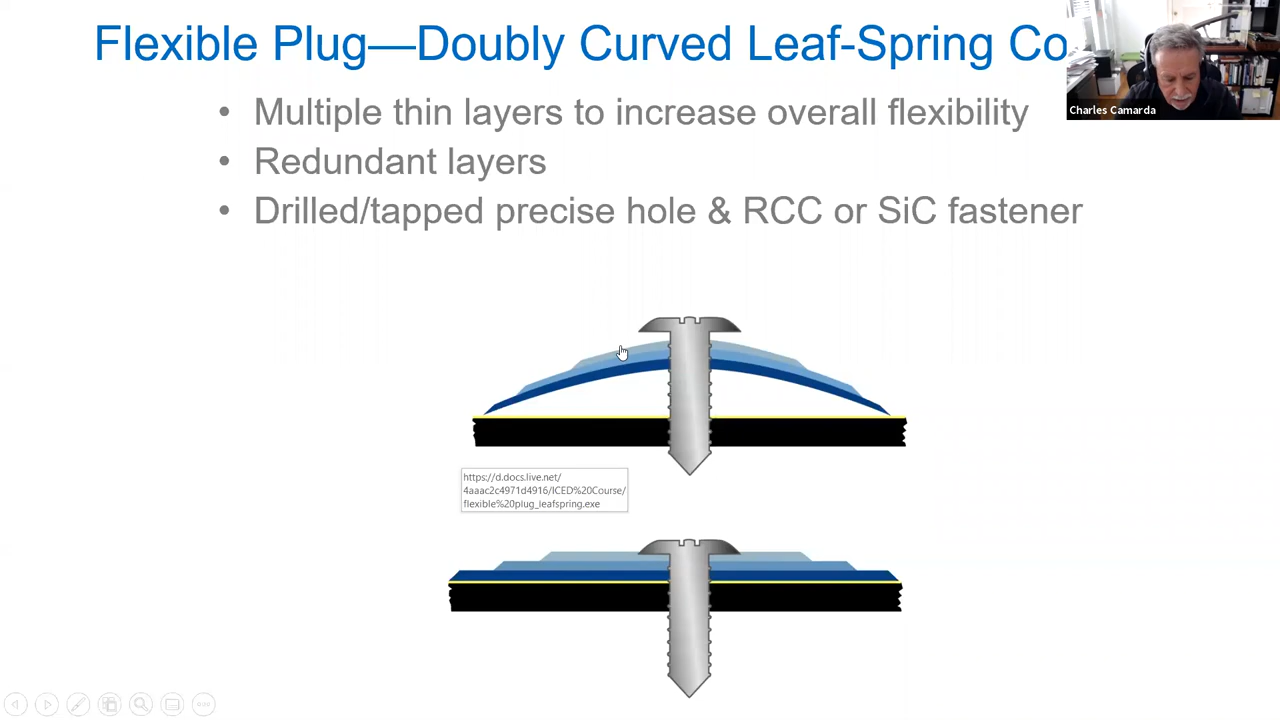 Flexible Plug—Doubly Curved Leaf-Spring Co
Charles Camarda
• Multiple thin layers to increase overall flexibility
• Redundant layers
• Drilled/tapped precise hole & RCC or SiC fastener
https://d.docs.live.net/
4aaac2c4971d4916/ICED%20Course/
flexible%20plug_leafspring.exe